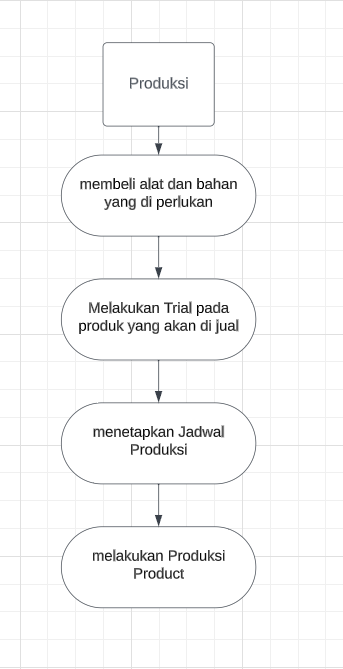 Produksi
membeli alat dan bahan
yang di perlukan
Melakukan Trial pada
produk yang akan di jual
menetapkan Jadwal
Produksi
melakukan Produksi
Product